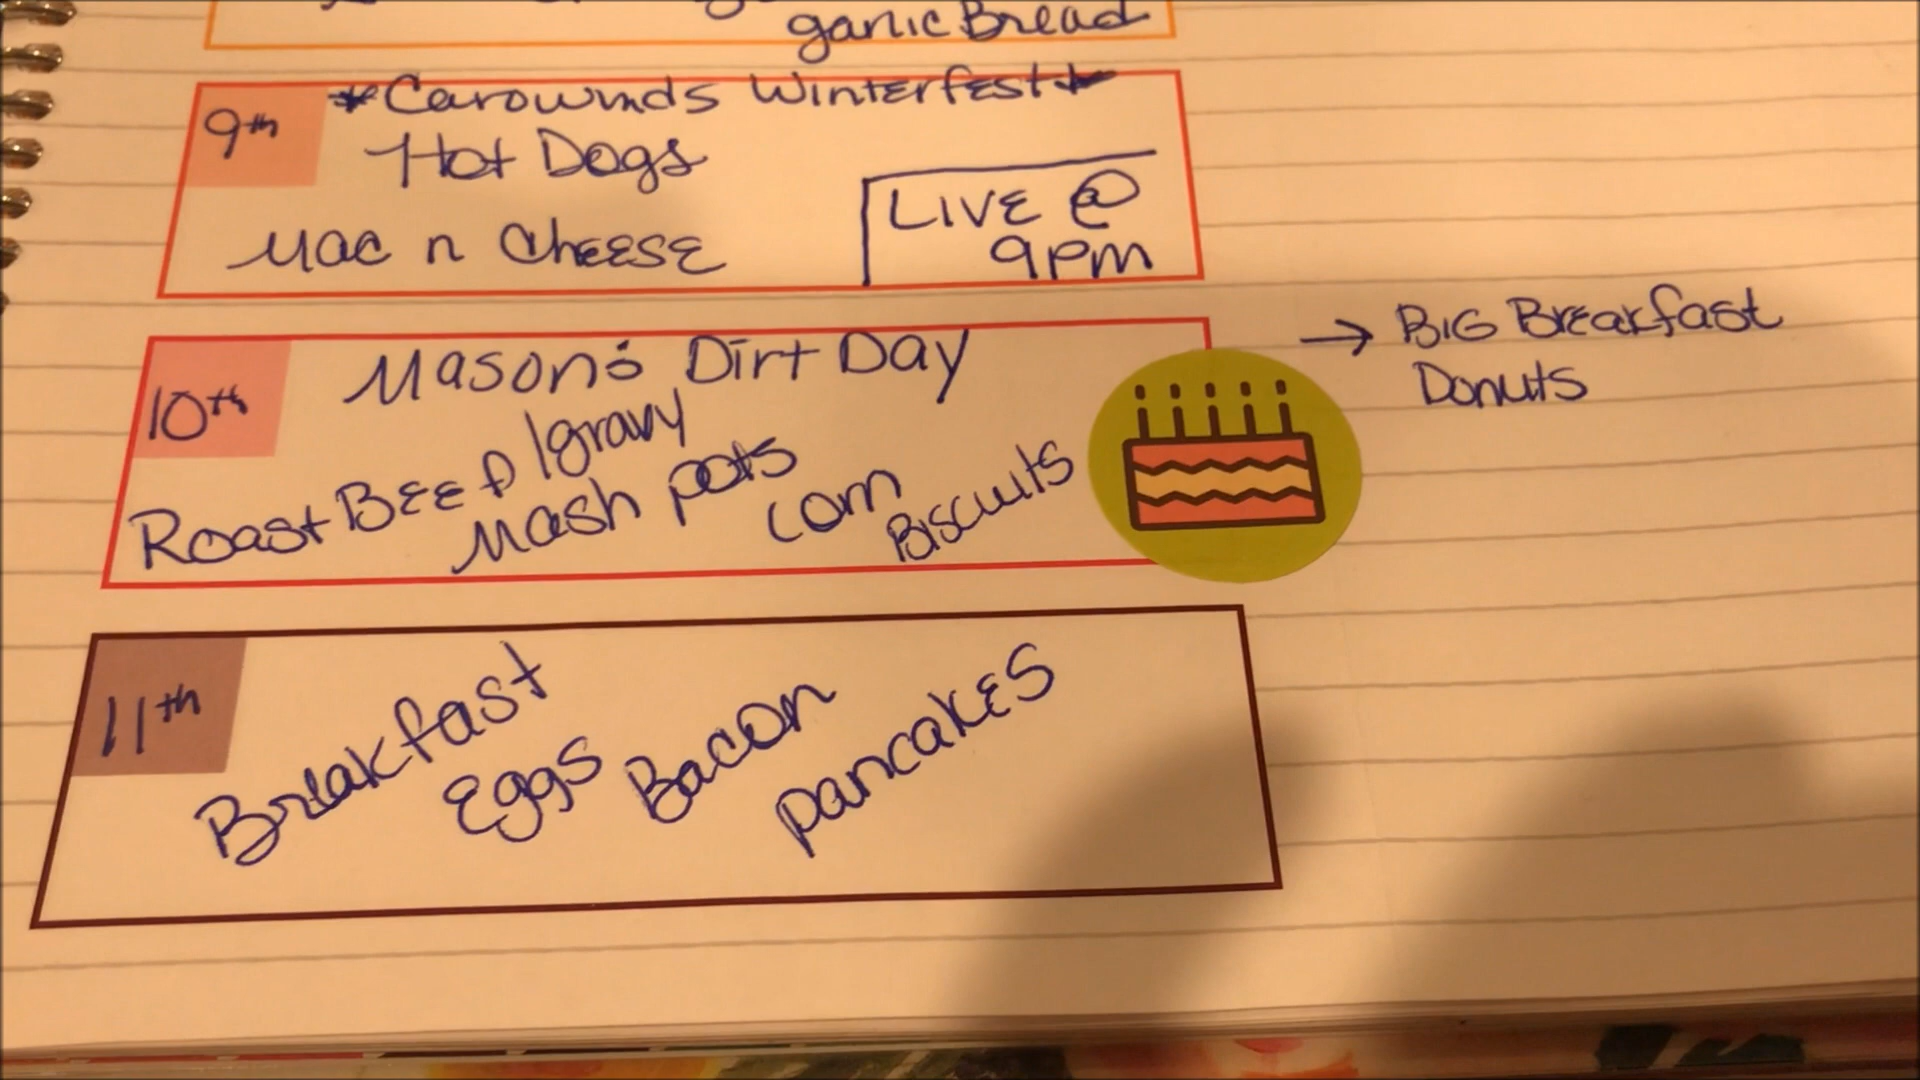 garlic Bread
9th
*Carowinds Winterfest*
Hot Dogs
Mac n Cheese
LIVE @
9pm
10th
Mason's Dirt Day
Roast Beef /gravy
Mash pots
Corn
Biscuits
→ BIG Breakfast
Donuts
11th
Breakfast
Eggs
Bacon
pancakes